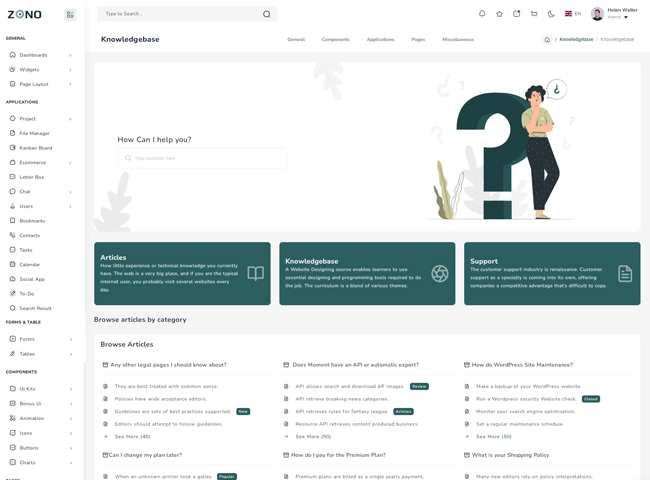 ZONO
Type to Search ..
EN
Helen Walter
Admin
Knowledgebase
General
Components
Applications
Pages
Miscellaneous
/ Knowledgebase / Knowledgebase
GENERAL
Dashboards
Widgets
Page Layout
APPLICATIONS
Project
File Manager
Kanban Board
Ecommerce
Letter Box
Chat
Users
Bookmarks
Contacts
Tasks
Calendar
Social App
To-Do
Search Result
FORMS & TABLE
Forms
Tables
COMPONENTS
Ui Kits
Bonus Ui
Animation
Icons
Buttons
Charts
How Can I help you?
Type question here
Articles
How little experience or technical knowledge you currently
have. The web is a very big place, and if you are the typical
internet user, you probably visit several websites every
day.
Knowledgebase
A Website Designing course enables learners to use
essential designing and programming tools required to do
the job. The curriculum is a blend of various themes.
Support
The customer support industry is renaissance. Customer
support as a specialty is coming into its own, offering
companies a competitive advantage that's difficult to copy.
Browse articles by category
Browse Articles
Any other legal pages I should know about?
They are best treated with common sense.
Policies have wide acceptance editors.
Guidelines are sets of best practices supported. New
Editors should attempt to follow guidelines.
+ See More (40)
Does Moment have an API or automatic export?
API allows search and download AP Images. Review
API retrieve breaking news categories.
API retrieves rules for fantasy league. Articles
Resource API retrieves content produced business.
+ See More (90)
How do WordPress Site Maintenance?
Make a backup of your WordPress website.
Run a Wordpress security Website check. Closed
Monitor your search engine optimization.
Set a regular maintenance schedule.
+ See More (50)
Can I change my plan later?
When an unknown printer took a galley. Popular
How do I pay for the Premium Plan?
Premium plans are billed as a single yearly payment.
What is your Shopping Policy
Many new editors rely on policy interpretations.